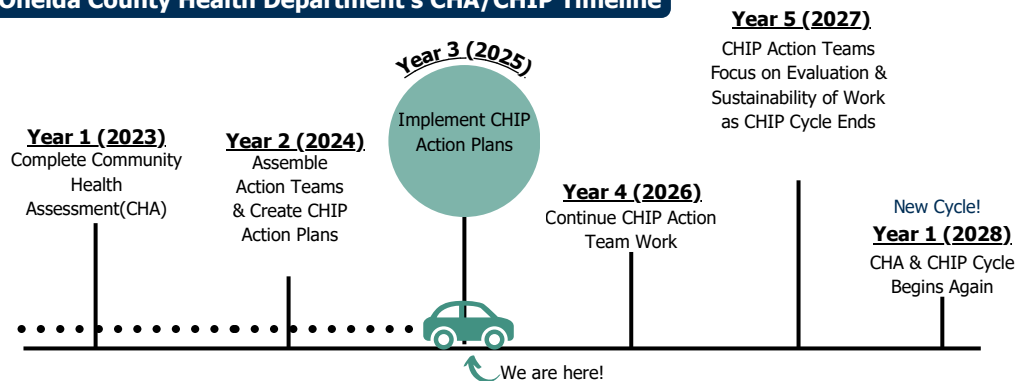 Oneida County Health Department's CHA/CHIP Timeline
Year 1 (2023)
Complete Community
Health
Assessment(CHA)
Year 2 (2024)
Assemble
Action Teams
& Create CHIP
Action Plans
Year 3 (2025)
Implement CHIP
Action Plans
Year 4 (2026)
Continue CHIP Action
Team Work
Year 5 (2027)
CHIP Action Teams
Focus on Evaluation &
Sustainability of Work
as CHIP Cycle Ends
New Cycle!
Year 1 (2028)
CHA & CHIP Cycle
Begins Again
We are here!